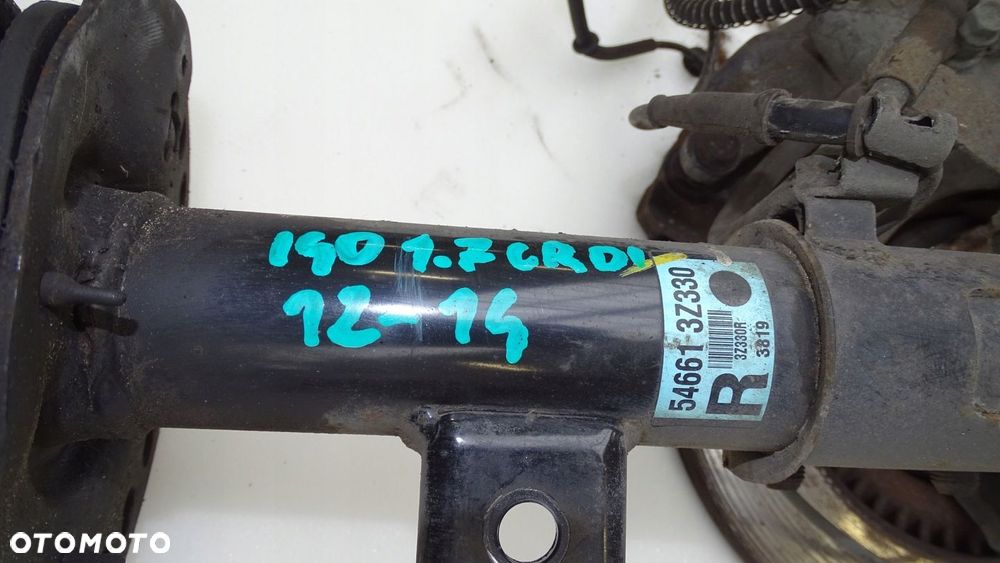 I40 1.7 CRDI
12-14
54661 3Z330
3Z330R
R
3819
OTOMOTO